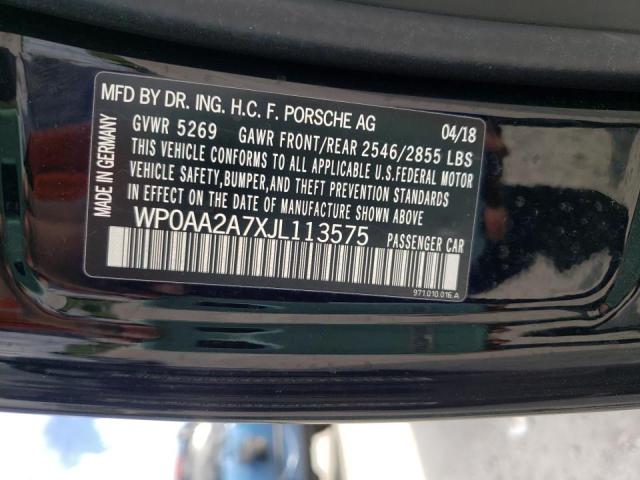 MFD BY DR. ING. H.C. F. PORSCHE AG 04/18
GVWR 5269 GAWR FRONT/REAR 2546/2855 LBS
THIS VEHICLE CONFORMS TO ALL APPLICABLE U.S.FEDERAL MOTOR
VEHICLE SAFETY,BUMPER,AND THEFT PREVENTION STANDARDS
IN EFFECT ON THE DATE OF MANUFACTURE SHOWN ABOVE.
WP0AA2A7XJL113575 PASSENGER CAR
971.010.016.A
MADE IN GERMANY